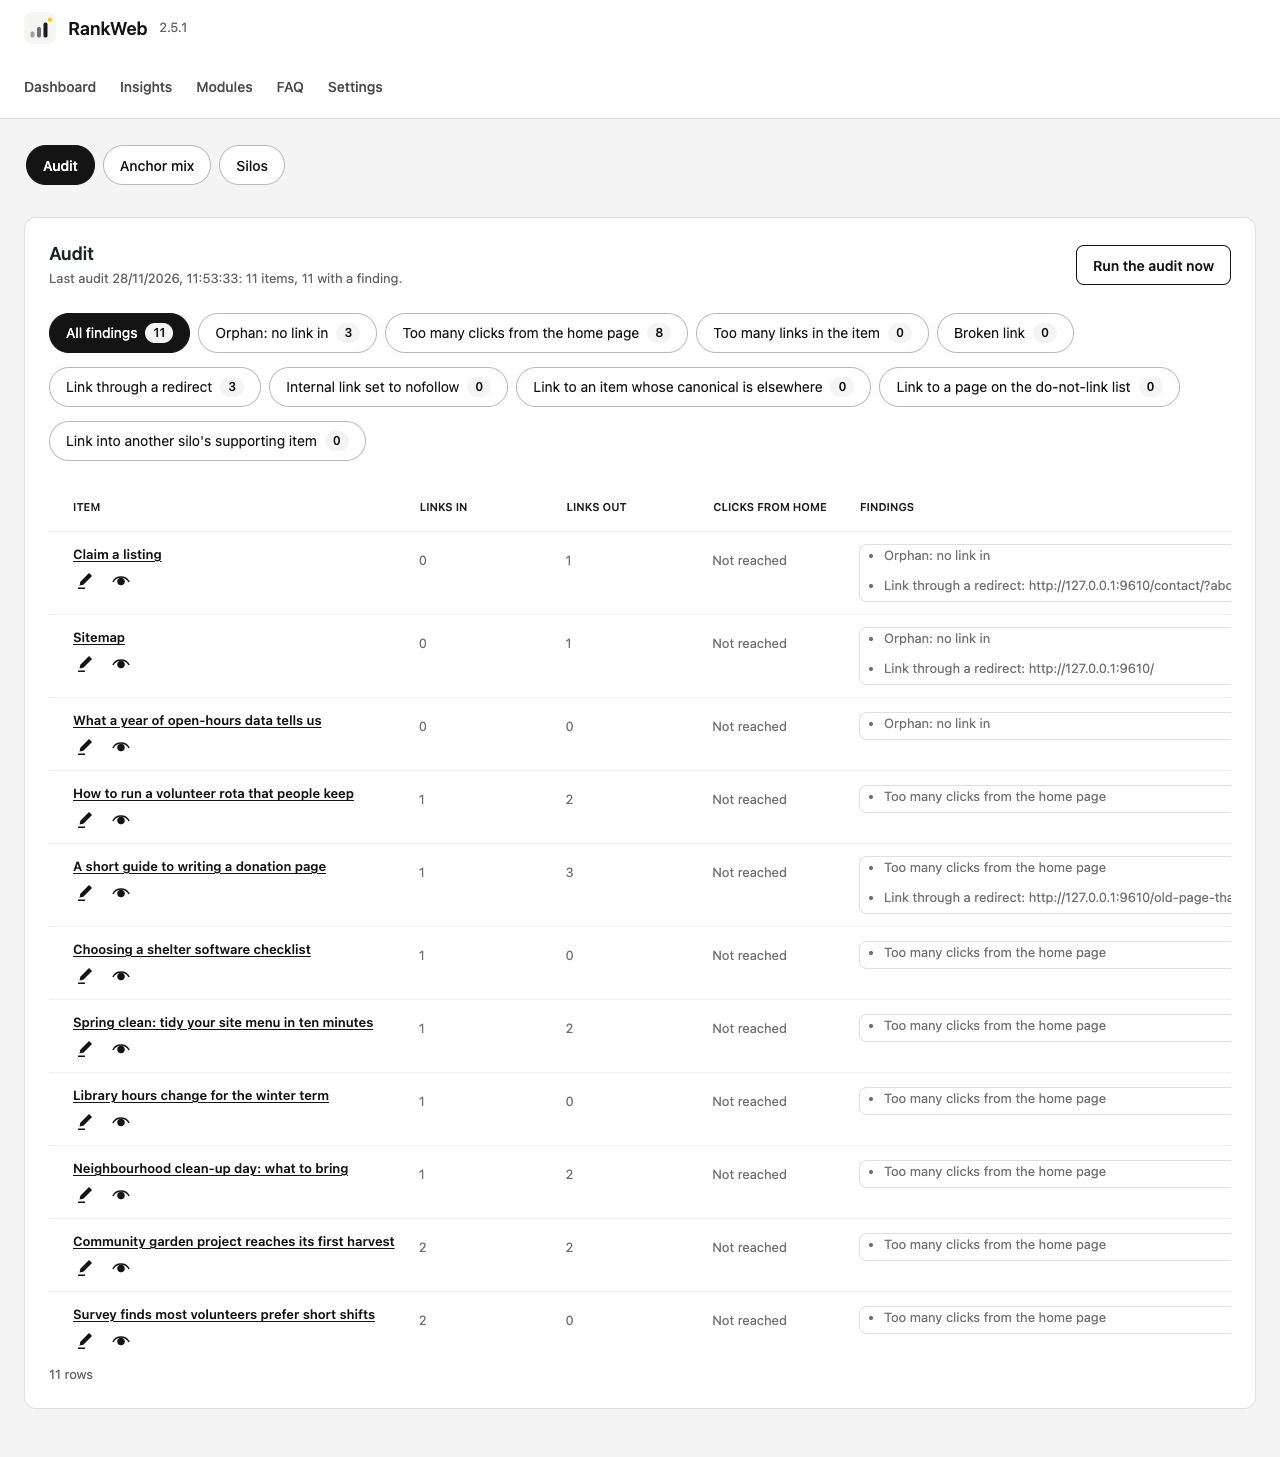 RankWeb 2.5.1
Dashboard Insights Modules FAQ Settings
Audit Anchor mix Silos
Audit
Last audit 28/11/2026, 11:53:33: 11 items, 11 with a finding.
Run the audit now
All findings 11 Orphan: no link in 3 Too many clicks from the home page 8 Too many links in the item 0 Broken link 0
Link through a redirect 3 Internal link set to nofollow 0 Link to an item whose canonical is elsewhere 0 Link to a page on the do-not-link list 0
Link into another silo's supporting item 0
ITEM LINKS IN LINKS OUT CLICKS FROM HOME FINDINGS
Claim a listing 0 1 Not reached • Orphan: no link in
• Link through a redirect: http://127.0.0.1:9610/contact/?abo
Sitemap 0 1 Not reached • Orphan: no link in
• Link through a redirect: http://127.0.0.1:9610/
What a year of open-hours data tells us 0 0 Not reached • Orphan: no link in
How to run a volunteer rota that people keep 1 2 Not reached • Too many clicks from the home page
A short guide to writing a donation page 1 3 Not reached • Too many clicks from the home page
• Link through a redirect: http://127.0.0.1:9610/old-page-tha
Choosing a shelter software checklist 1 0 Not reached • Too many clicks from the home page
Spring clean: tidy your site menu in ten minutes 1 2 Not reached • Too many clicks from the home page
Library hours change for the winter term 1 0 Not reached • Too many clicks from the home page
Neighbourhood clean-up day: what to bring 1 2 Not reached • Too many clicks from the home page
Community garden project reaches its first harvest 2 2 Not reached • Too many clicks from the home page
Survey finds most volunteers prefer short shifts 2 0 Not reached • Too many clicks from the home page
11 rows